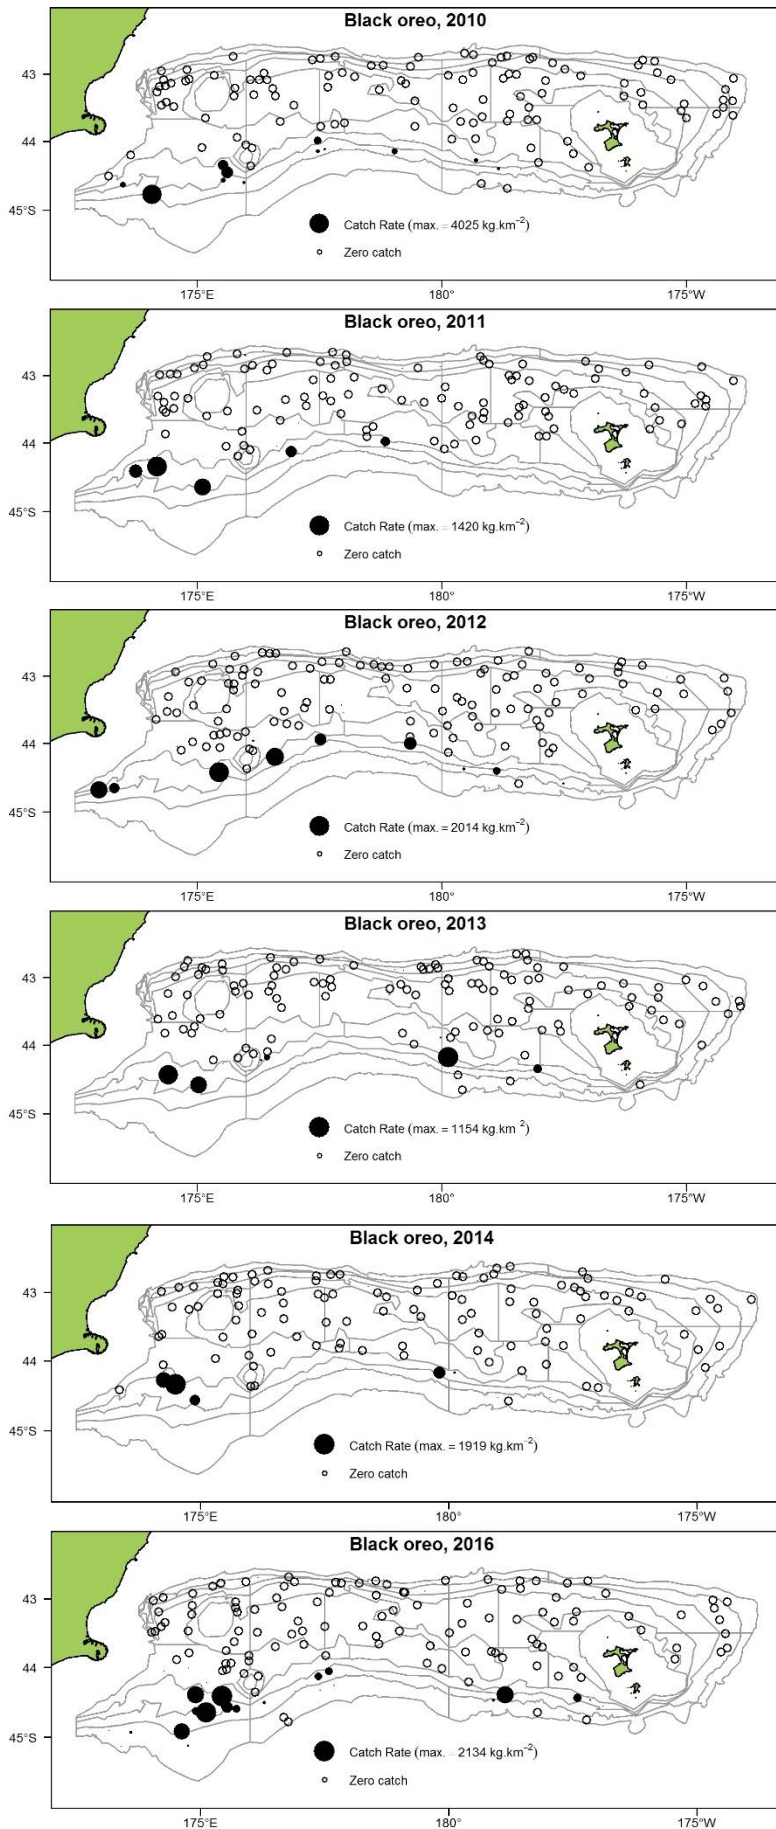 Black oreo, 2010
43
44
45°S
Catch Rate (max. = 4025 kg.km⁻²)
Zero catch
175°E 180° 175°W
Black oreo, 2011
43
44
45°S
Catch Rate (max. = 1420 kg.km⁻²)
Zero catch
175°E 180° 175°W
Black oreo, 2012
43
44
45°S
Catch Rate (max. = 2014 kg.km⁻²)
Zero catch
175°E 180° 175°W
Black oreo, 2013
43
44
45°S
Catch Rate (max. = 1154 kg.km⁻²)
Zero catch
175°E 180° 175°W
Black oreo, 2014
43
44
45°S
Catch Rate (max. = 1919 kg.km⁻²)
Zero catch
175°E 180° 175°W
Black oreo, 2016
43
44
45°S
Catch Rate (max. = 2134 kg.km⁻²)
Zero catch
175°E 180° 175°W